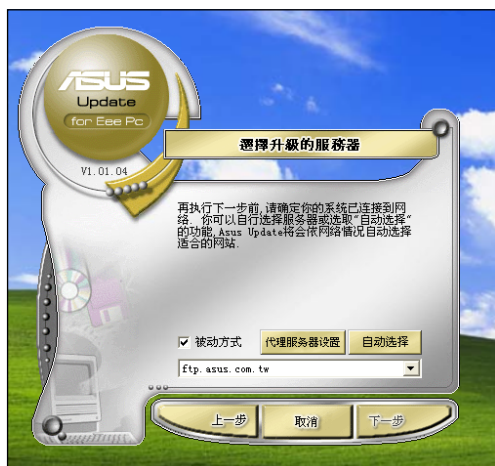 ASUS
Update
for Eee Pc
V1.01.04
選擇升級的服務器
再执行下一步前,请确定你的系统已连接到网
络. 你可以自行选择服务器或选取"自动选择"
的功能,Asus Update将会依网络情况自动选择
适合的网站.
被动方式 代理服务器设置 自动选择
ftp.asus.com.tw
上一步 取消 下一步